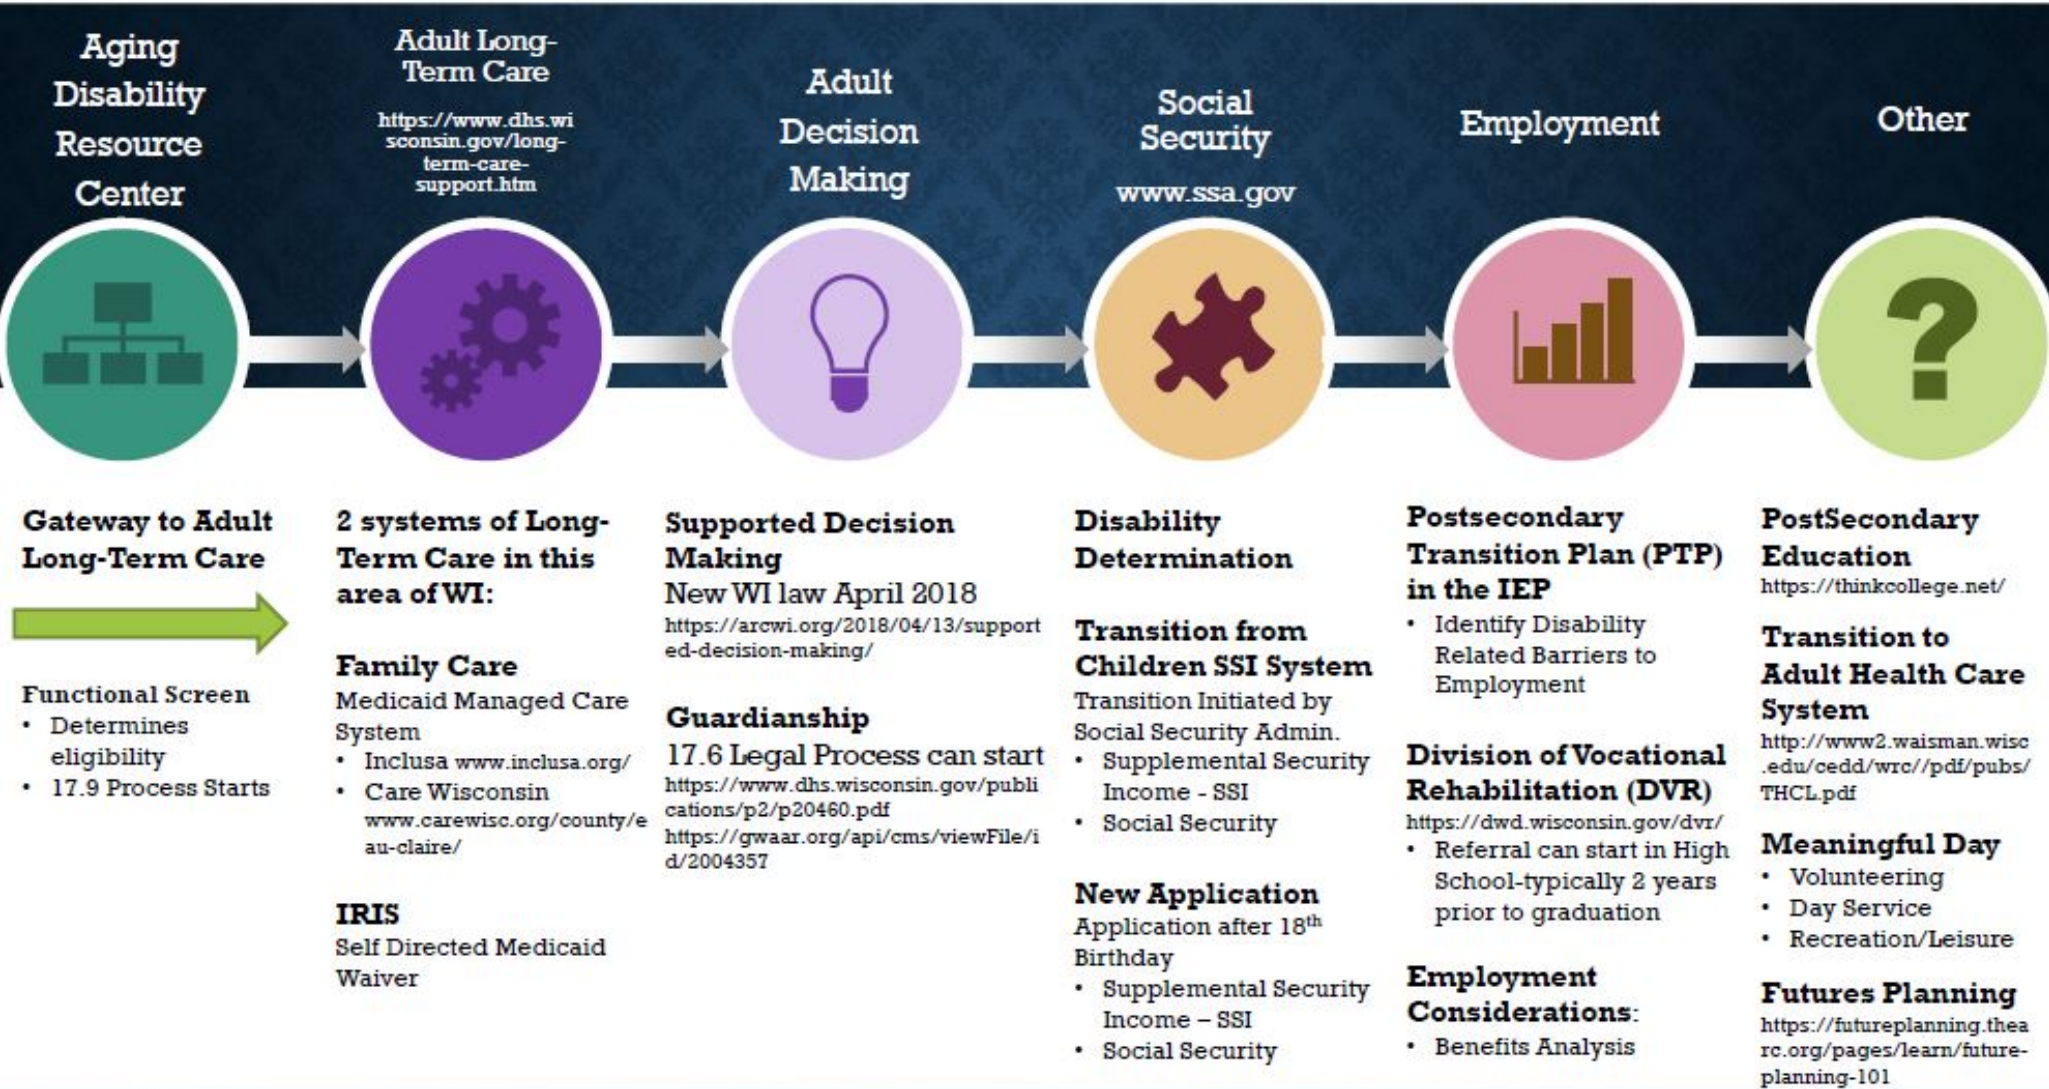 Aging
Disability
Resource
Center
Adult Long-
Term Care
https://www.dhs.wi
sconsin.gov/long-
term-care-
support.htm
Adult
Decision
Making
Social
Security
www.ssa.gov
Employment
Other
?
Gateway to Adult
Long-Term Care
Functional Screen
• Determines
eligibility
• 17.9 Process Starts
2 systems of Long-
Term Care in this
area of WI:
Family Care
Medicaid Managed Care
System
• Inclusa www.inclusa.org/
• Care Wisconsin
www.carewisc.org/county/e
au-claire/
IRIS
Self Directed Medicaid
Waiver
Supported Decision
Making
New WI law April 2018
https://arcwi.org/2018/04/13/support
ed-decision-making/
Guardianship
17.6 Legal Process can start
https://www.dhs.wisconsin.gov/publi
cations/p2/p20460.pdf
https://gwaar.org/api/cms/viewFile/i
d/2004357
Disability
Determination
Transition from
Children SSI System
Transition Initiated by
Social Security Admin.
• Supplemental Security
Income - SSI
• Social Security
New Application
Application after 18th
Birthday
• Supplemental Security
Income – SSI
• Social Security
Postsecondary
Transition Plan (PTP)
in the IEP
• Identify Disability
Related Barriers to
Employment
Division of Vocational
Rehabilitation (DVR)
https://dwd.wisconsin.gov/dvr/
• Referral can start in High
School-typically 2 years
prior to graduation
Employment
Considerations:
• Benefits Analysis
PostSecondary
Education
https://thinkcollege.net/
Transition to
Adult Health Care
System
http://www2.waisman.wisc
.edu/cedd/wrc//pdf/pubs/
THCL.pdf
Meaningful Day
• Volunteering
• Day Service
• Recreation/Leisure
Futures Planning
https://futureplanning.thea
rc.org/pages/learn/future-
planning-101